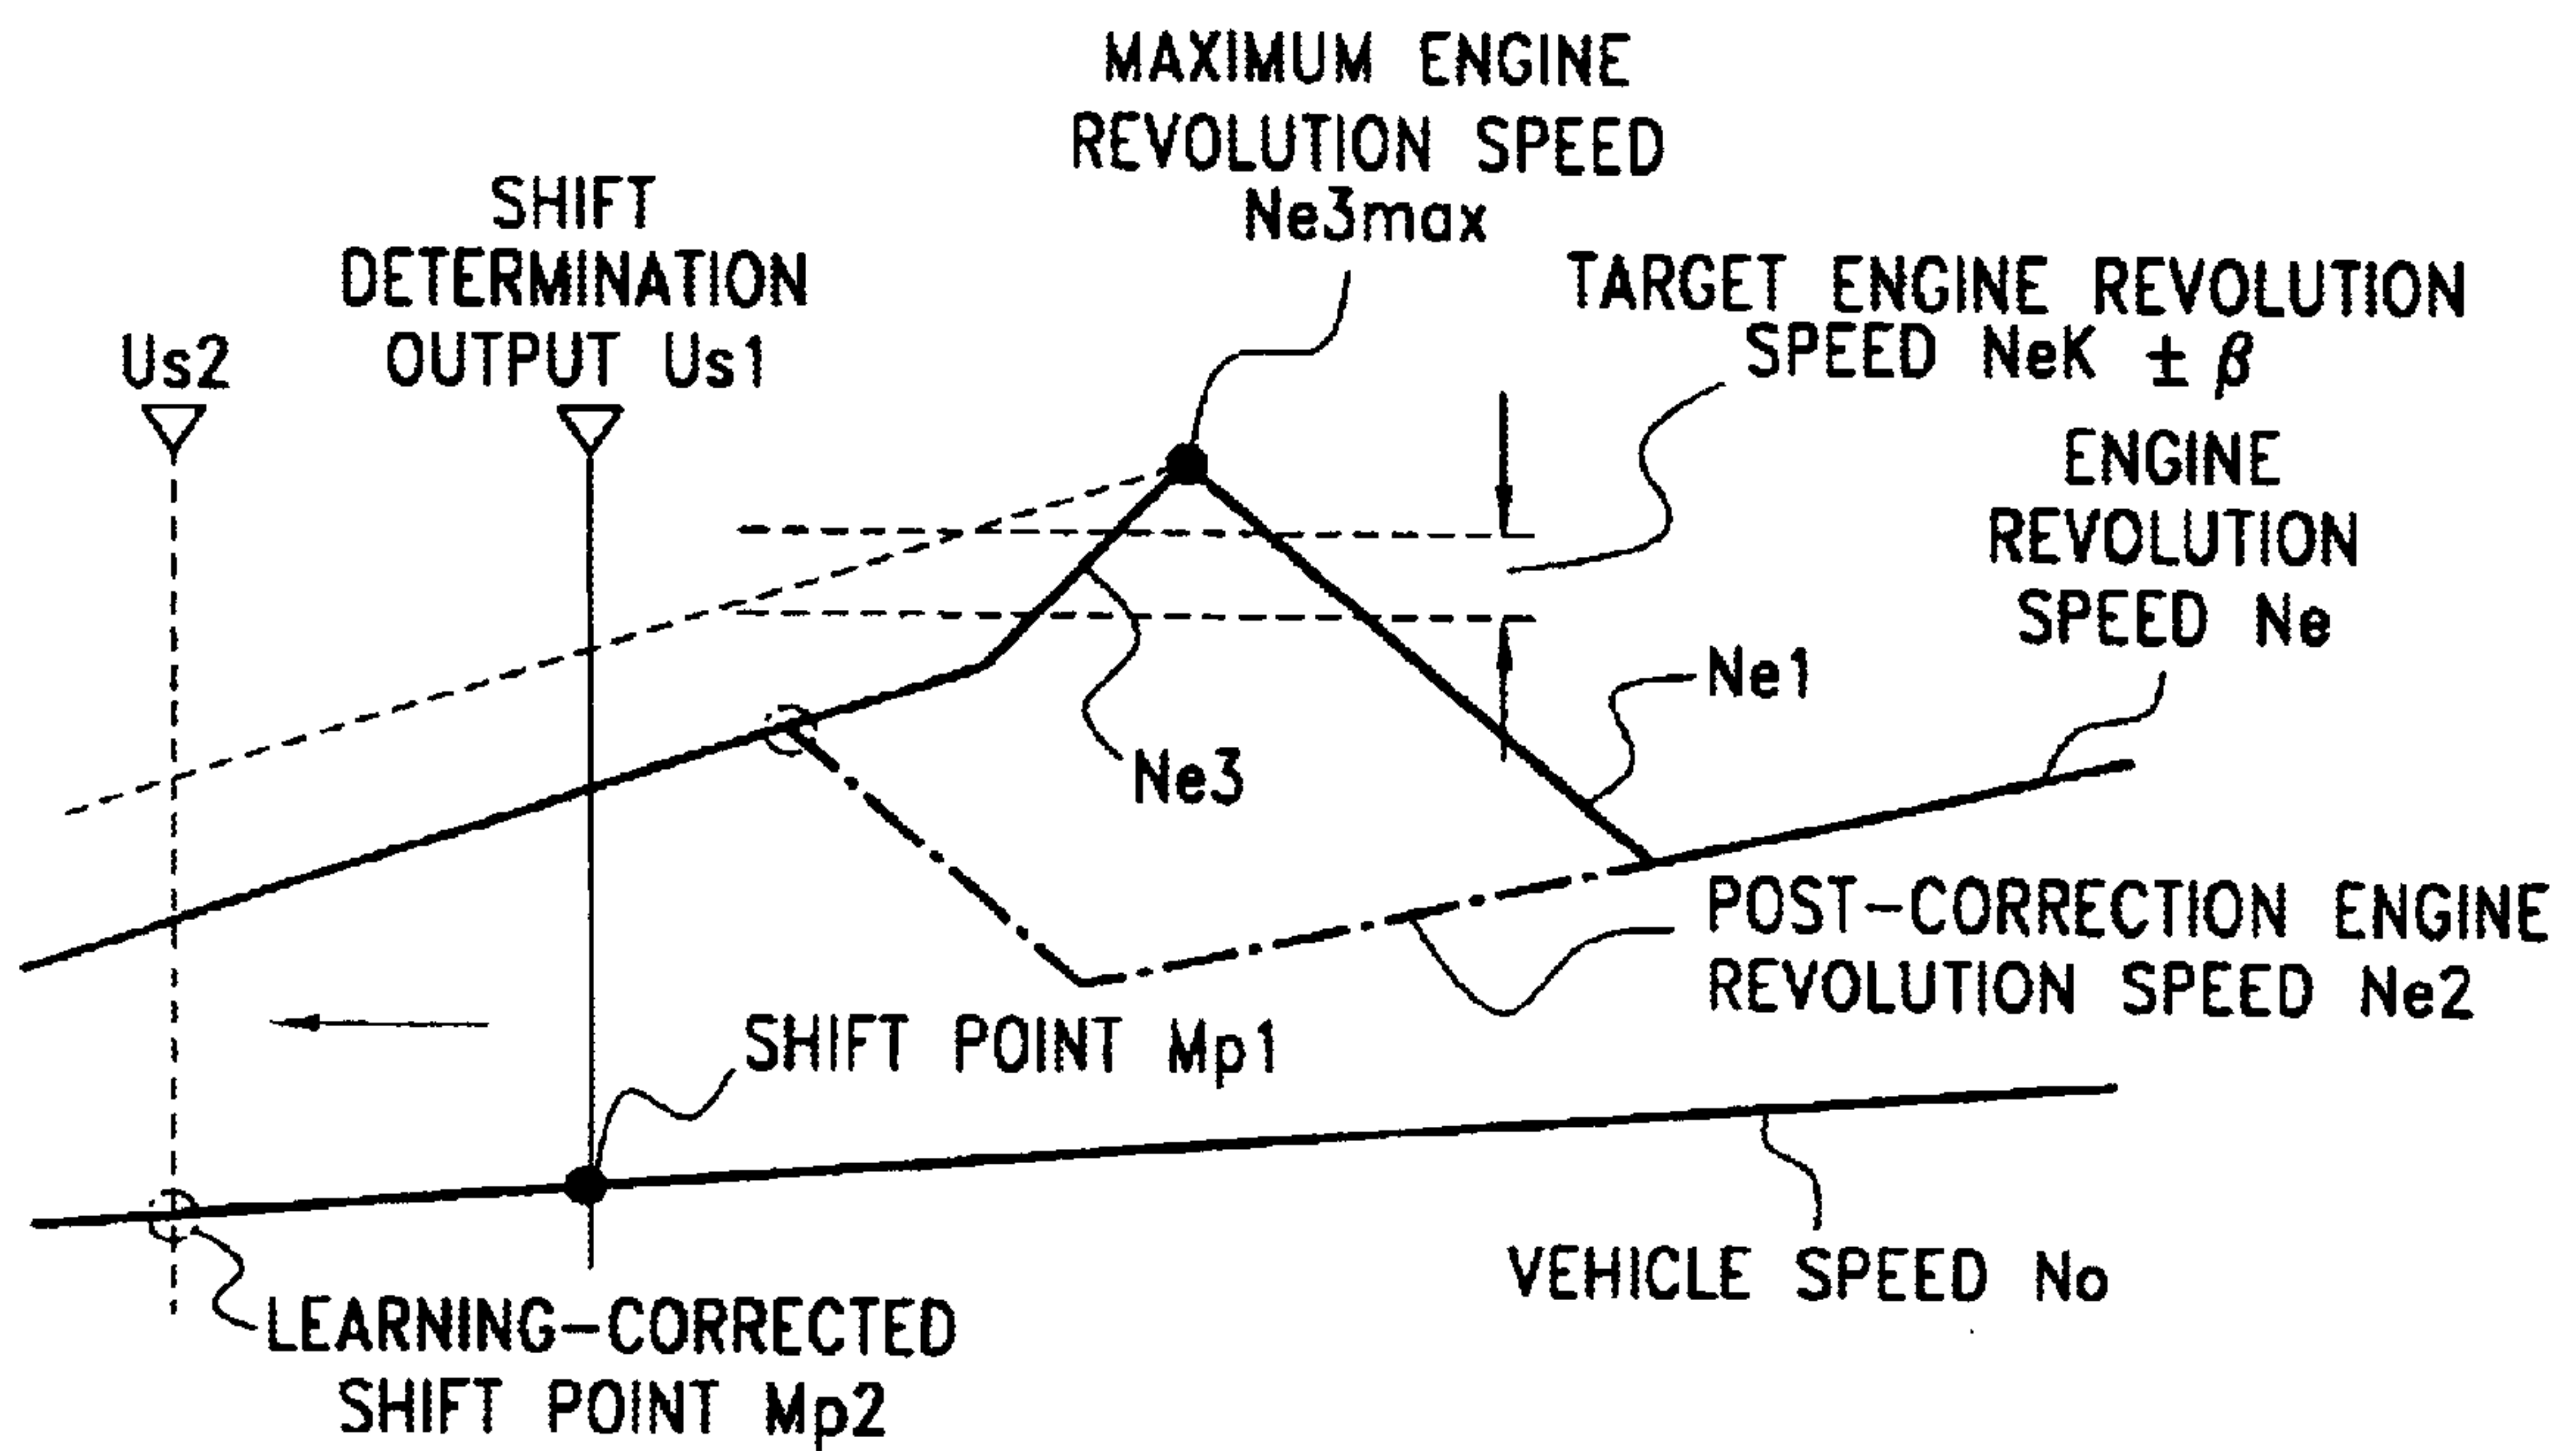 MAXIMUM ENGINE
REVOLUTION SPEED
Ne3max
SHIFT
DETERMINATION
OUTPUT Us1
Us2
TARGET ENGINE REVOLUTION
SPEED NeK ± β
ENGINE
REVOLUTION
SPEED Ne
Ne1
Ne3
POST-CORRECTION ENGINE
REVOLUTION SPEED Ne2
SHIFT POINT Mp1
VEHICLE SPEED No
LEARNING-CORRECTED
SHIFT POINT Mp2